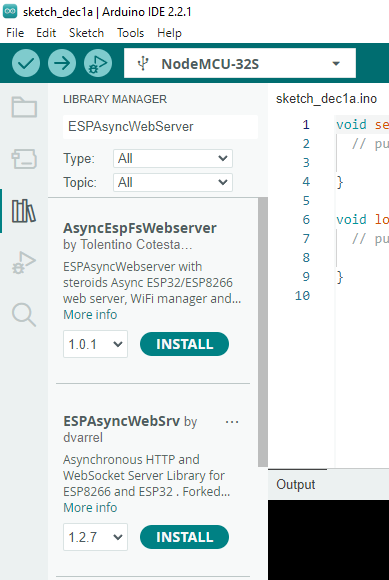 sketch_dec1a | Arduino IDE 2.2.1
File Edit Sketch Tools Help
NodeMCU-32S
LIBRARY MANAGER
ESPAsyncWebServer
Type: All
Topic: All
AsyncEspFsWebserver
by Tolentino Cotesta...
ESPAsyncWebserver with
steroids Async ESP32/ESP8266
web server, WiFi manager and...
More info
1.0.1 INSTALL
ESPAsyncWebSrv by
dvarrel
Asynchronous HTTP and
WebSocket Server Library for
ESP8266 and ESP32 . Forked...
More info
1.2.7 INSTALL
sketch_dec1a.ino
1 void se
2 // pu
3
4 }
5
6 void lo
7 // pu
8
9 }
10
Output